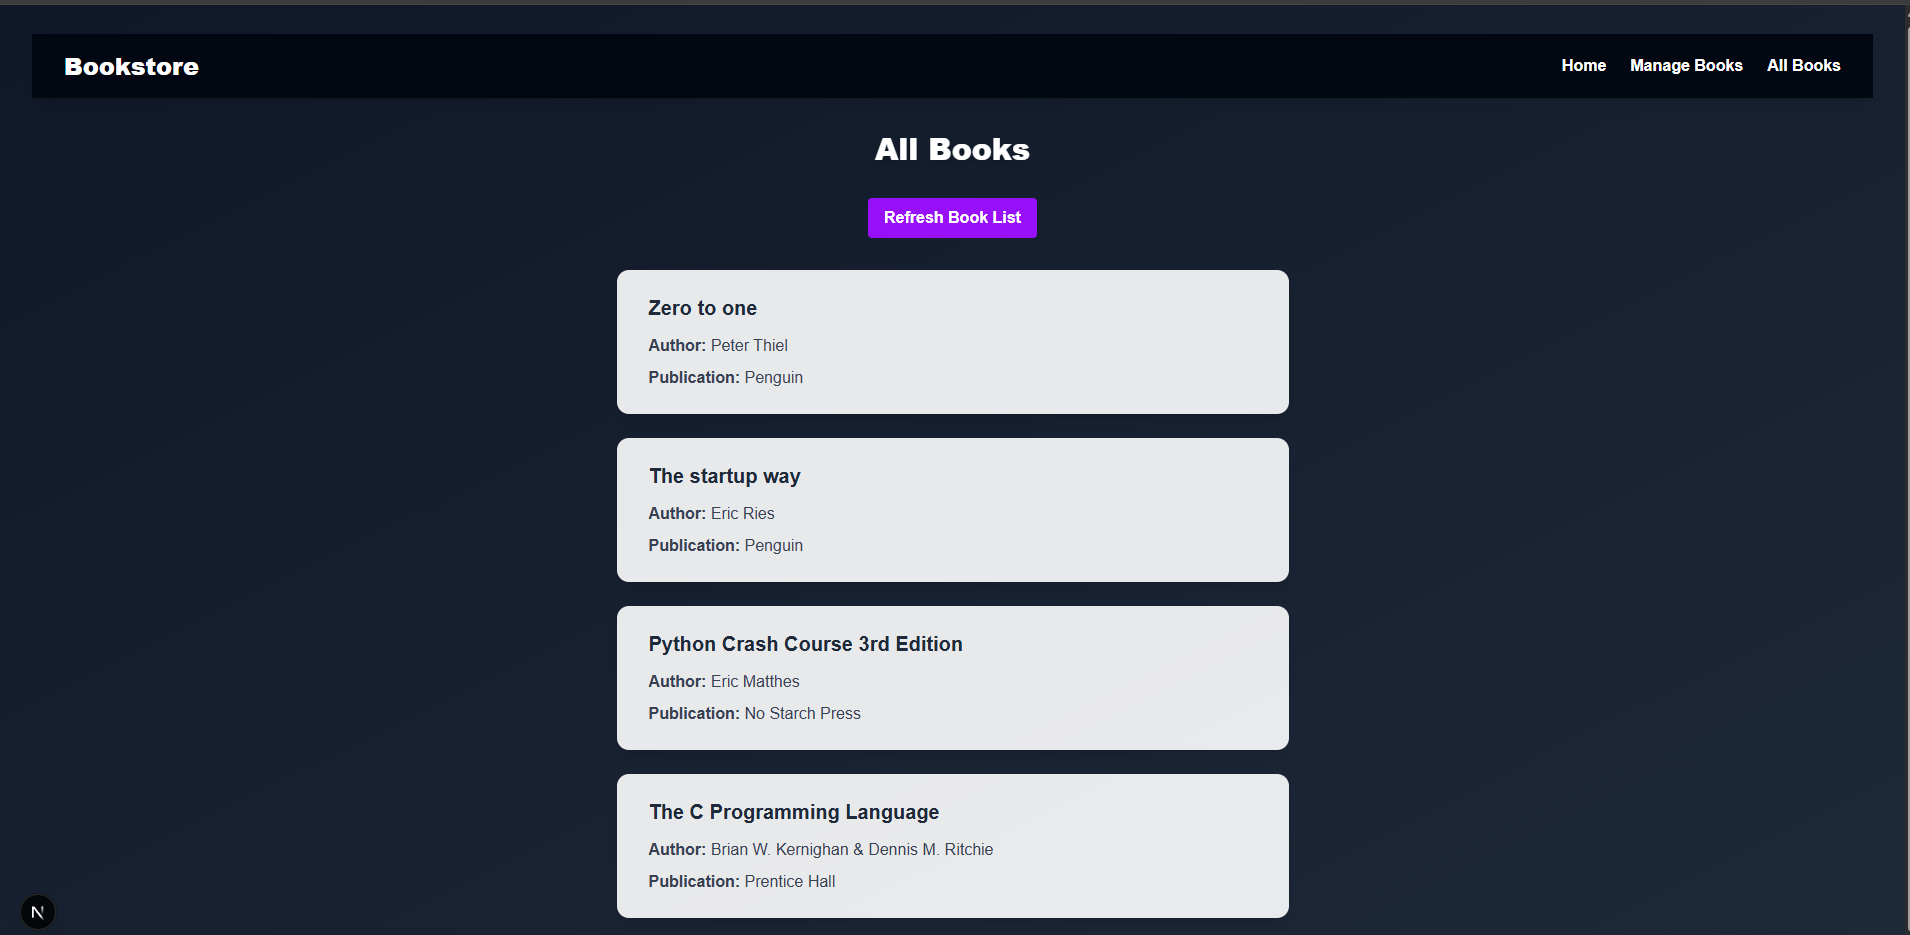 Bookstore
Home Manage Books All Books
All Books
Refresh Book List
Zero to one
Author: Peter Thiel
Publication: Penguin
The startup way
Author: Eric Ries
Publication: Penguin
Python Crash Course 3rd Edition
Author: Eric Matthes
Publication: No Starch Press
The C Programming Language
Author: Brian W. Kernighan & Dennis M. Ritchie
Publication: Prentice Hall
N